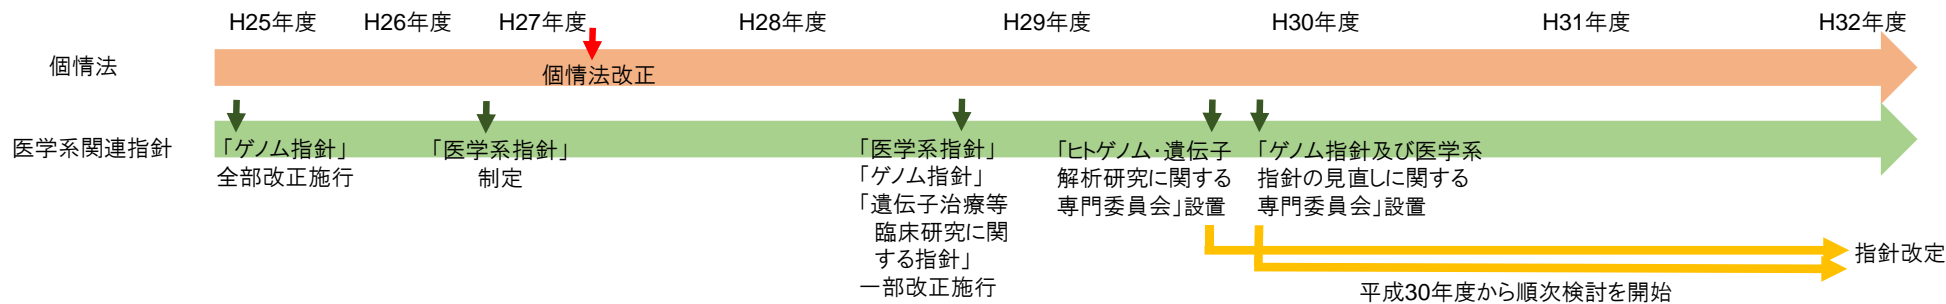 H25年度 H26年度 H27年度 H28年度 H29年度 H30年度 H31年度 H32年度
個情法
個情法改正
医学系関連指針
「ゲノム指針」
全部改正施行
「医学系指針」
制定
「医学系指針」
「ゲノム指針」
「遺伝子治療等
臨床研究に関
する指針」
一部改正施行
「ヒトゲノム・遺伝子
解析研究に関する
専門委員会」設置
「ゲノム指針及び医学系
指針の見直しに関する
専門委員会」設置
指針改定
平成30年度から順次検討を開始